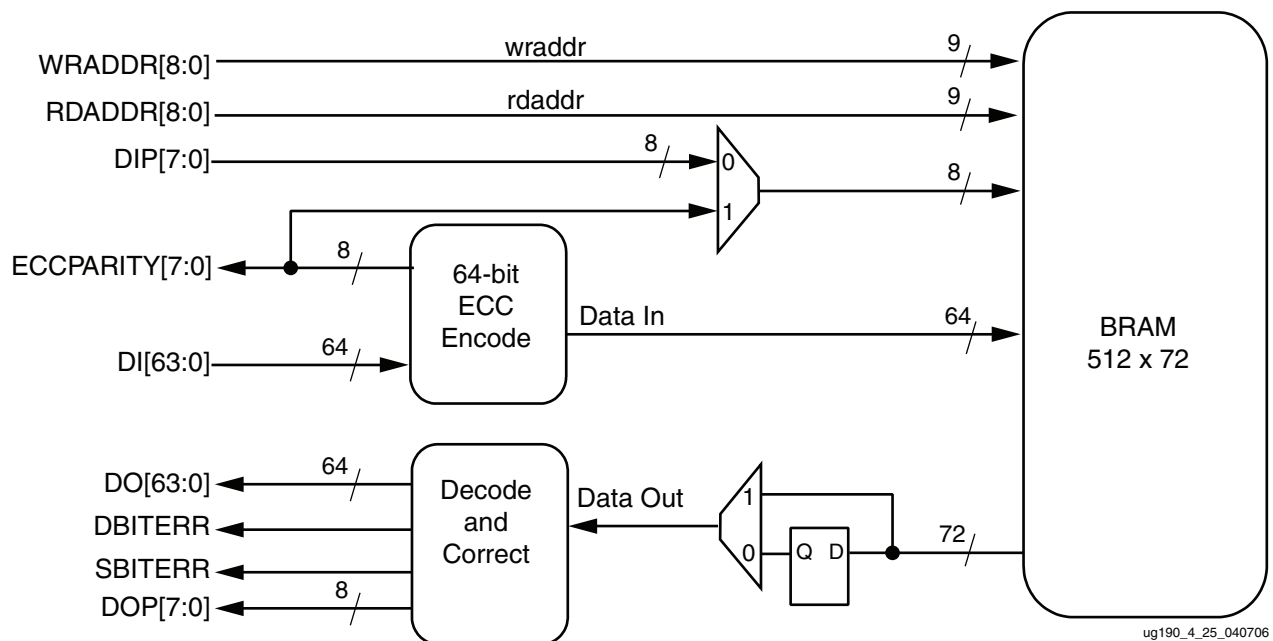 WRADDR[8:0]
wraddr
9
RDADDR[8:0]
rdaddr
9
DIP[7:0]
8
0
1
8
ECCPARITY[7:0]
8
64-bit
ECC
Encode
Data In
64
DI[63:0]
64
BRAM
512 x 72
DO[63:0]
64
DBITERR
SBITERR
DOP[7:0]
8
Decode
and
Correct
Data Out
1
0
Q D
72
ug190_4_25_040706